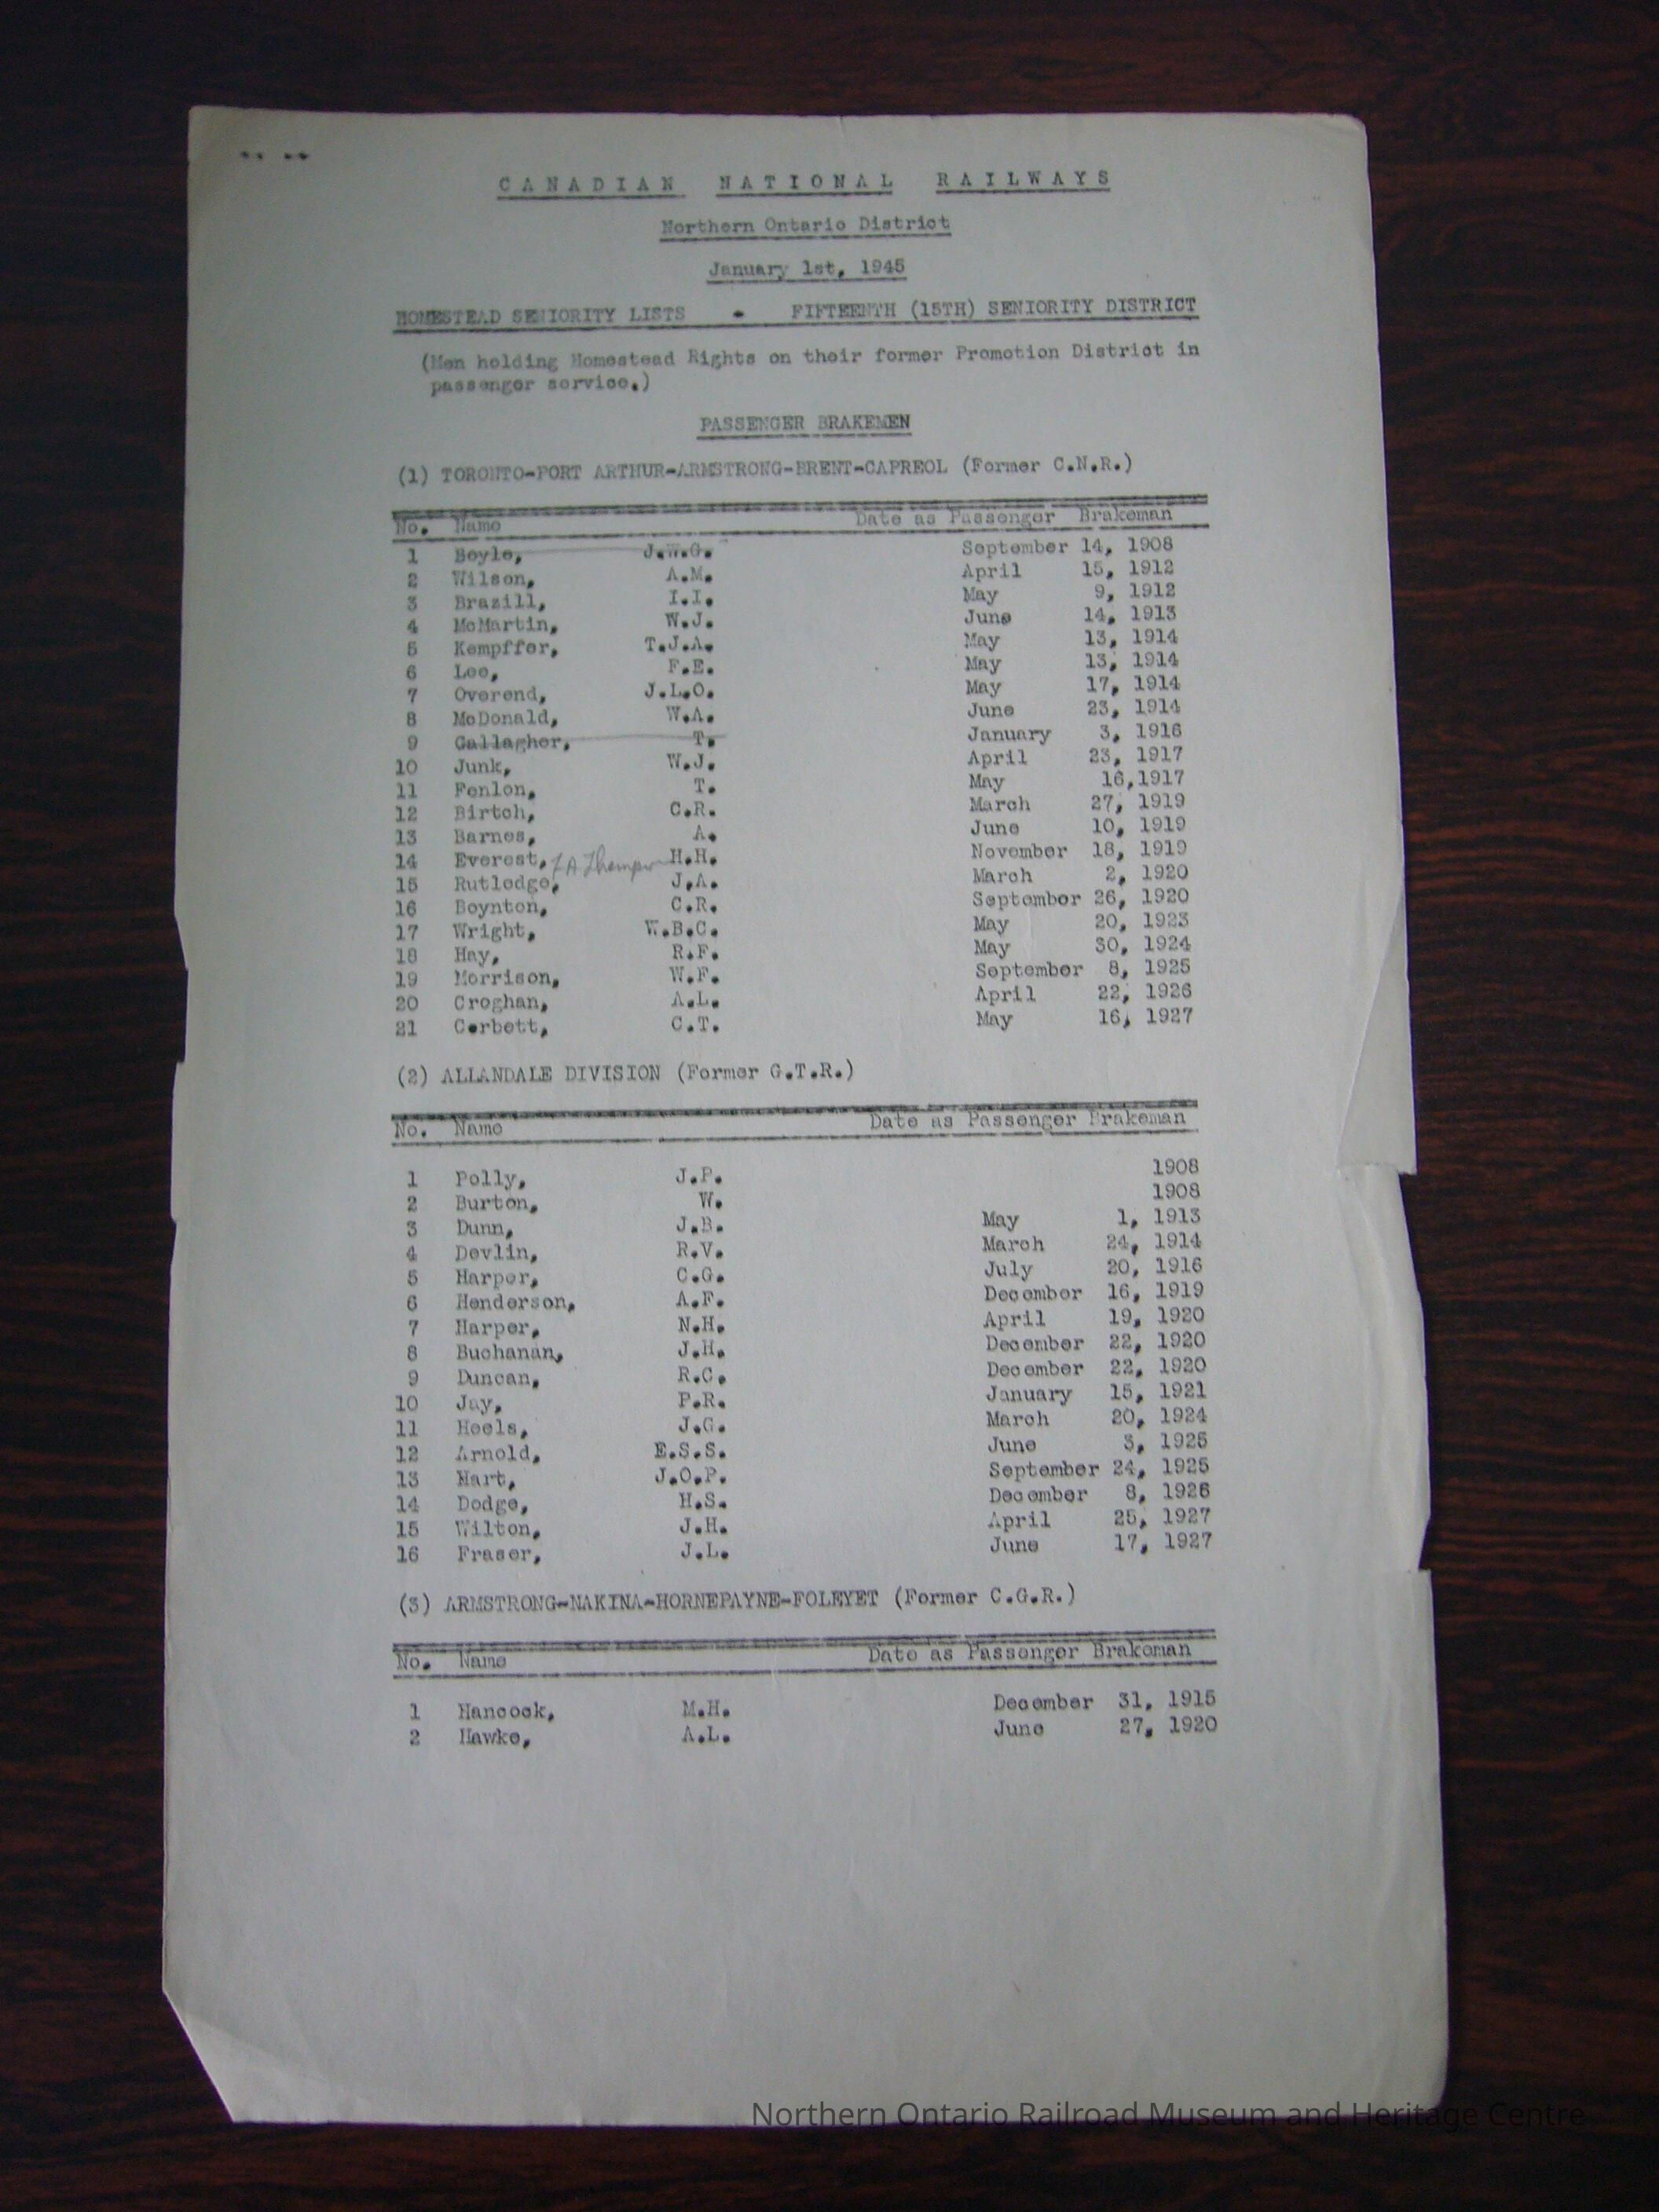 CANADIAN NATIONAL RAILWAYS
Northern Ontario District
January 1st, 1945
HOMESTEAD SENIORITY LISTS - FIFTEENTH (15TH) SENIORITY DISTRICT
(Men holding Homestead Rights on their former Promotion District in
passenger service.)
PASSENGER BRAKEMEN
(1) TORONTO-PORT ARTHUR-ARMSTRONG-BRENT-CAPREOL (Former C.N.R.)
No. Name Date as Passenger Brakeman
1 Boyle, J.W.G. September 14, 1908
2 Wilson, A.M. April 15, 1912
3 Brazill, I.I. May 9, 1912
4 McMartin, W.J. June 14, 1913
5 Kempffer, T.J.A. May 13, 1914
6 Lee, F.E. May 13, 1914
7 Overend, J.L.O. May 17, 1914
8 McDonald, W.A. June 23, 1914
9 Gallagher, T. January 3, 1916
10 Junk, W.J. April 23, 1917
11 Fenlon, T. May 16,1917
12 Birtch, C.R. March 27, 1919
13 Barnes, A. June 10, 1919
14 Everest, H.H. November 18, 1919
15 Rutledge, J.A. March 2, 1920
16 Boynton, C.R. September 26, 1920
17 Wright, W.B.C. May 20, 1923
18 Hay, R.F. May 30, 1924
19 Morrison, W.F. September 8, 1925
20 Croghan, A.L. April 22, 1926
21 Corbett, C.T. May 16, 1927
(2) ALLANDALE DIVISION (Former G.T.R.)
No. Name Date as Passenger Brakeman
1 Polly, J.P. 1908
2 Burton, W. 1908
3 Dunn, J.B. May 1, 1913
4 Devlin, R.V. March 24, 1914
5 Harper, C.G. July 20, 1916
6 Henderson, A.F. December 16, 1919
7 Harper, N.H. April 19, 1920
8 Buchanan, J.H. December 22, 1920
9 Duncan, R.C. December 22, 1920
10 Jay, P.R. January 15, 1921
11 Heels, J.G. March 20, 1924
12 Arnold, E.S.S. June 3, 1925
13 Hart, J.O.P. September 24, 1925
14 Dodge, H.S. December 8, 1926
15 Wilton, J.H. April 25, 1927
16 Fraser, J.L. June 17, 1927
(3) ARMSTRONG-NAKINA-HORNEPAYNE-FOLEYET (Former C.G.R.)
No. Name Date as Passenger Brakeman
1 Hancock, M.H. December 31, 1915
2 Hawke, A.L. June 27, 1920
Northern Ontario Railroad Museum and Heritage Centre